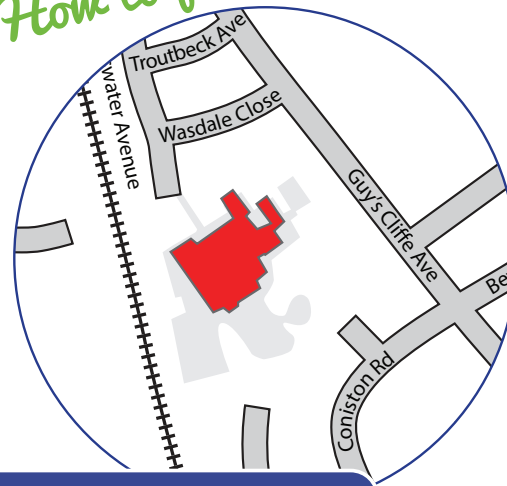 How to
Troutbeck Ave
water Avenue
Wasdale Close
Guy's Cliffe Ave
Be
Coniston Rd